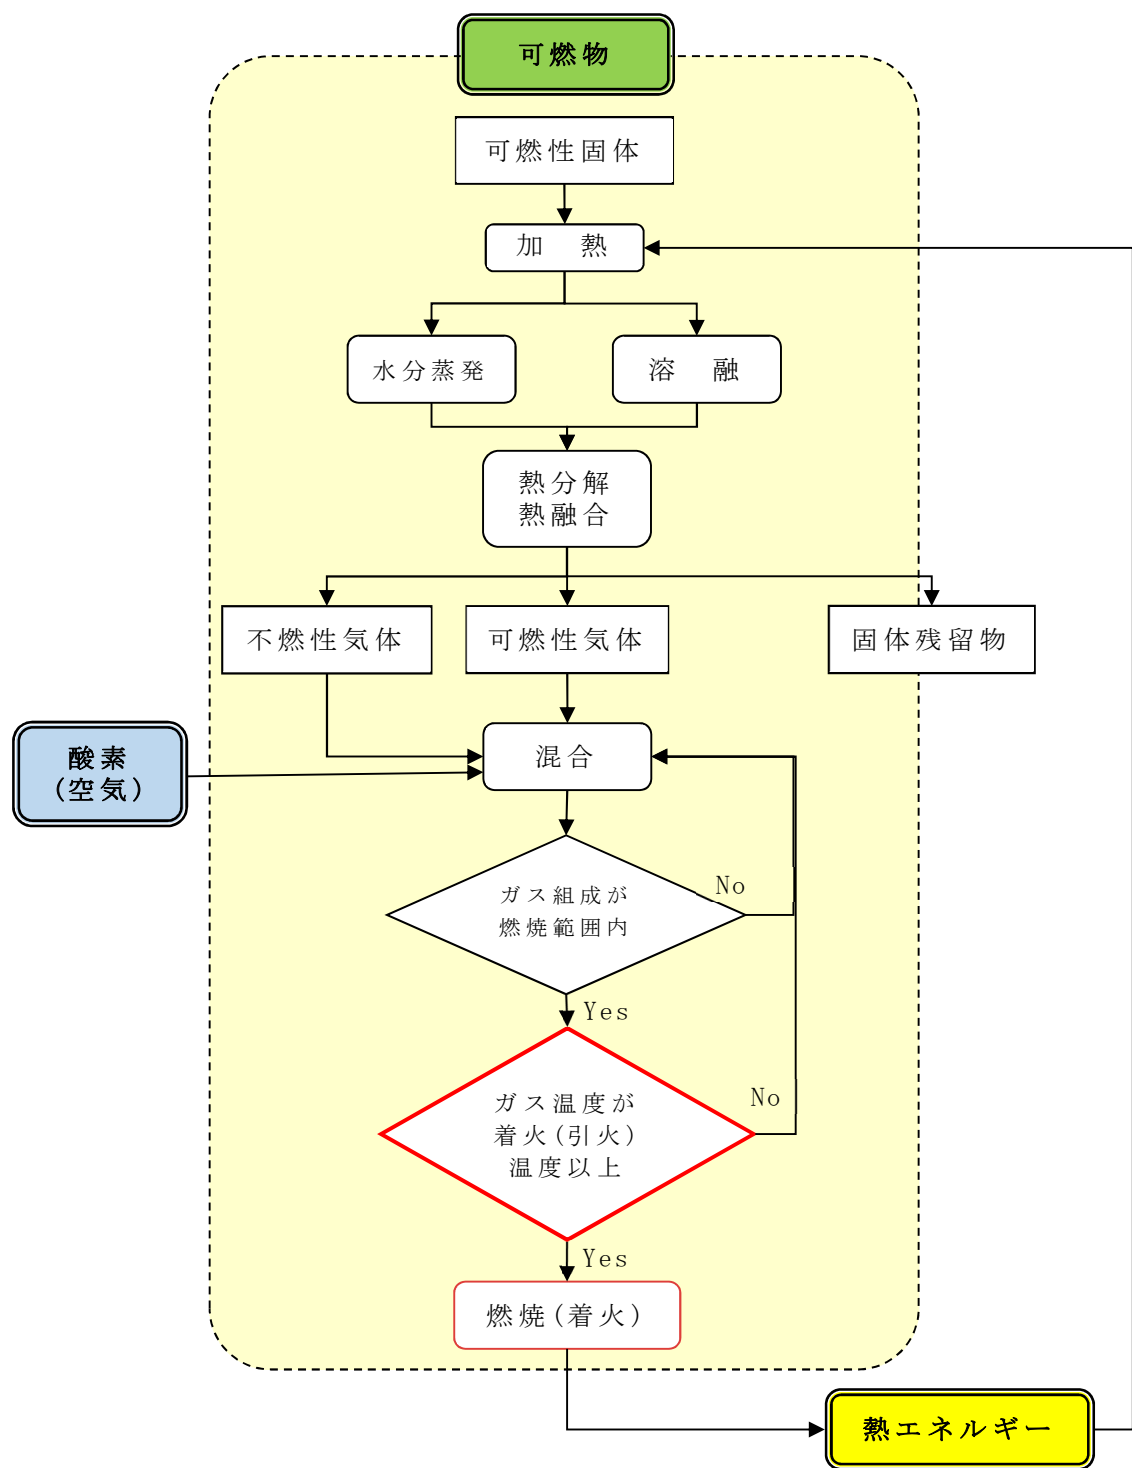 可燃物
可燃性固体
加　熱
水分蒸発
溶　融
熱分解
熱融合
不燃性気体
可燃性気体
固体残留物
酸素
(空気)
混合
ガス組成が
燃焼範囲内
No
Yes
ガス温度が
着火(引火)
温度以上
No
Yes
燃焼(着火)
熱エネルギー